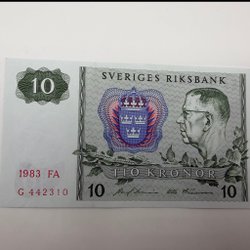 10
SVERIGES RIKSBANK
1983 FA
G 442310
TIO KRONOR
10
10